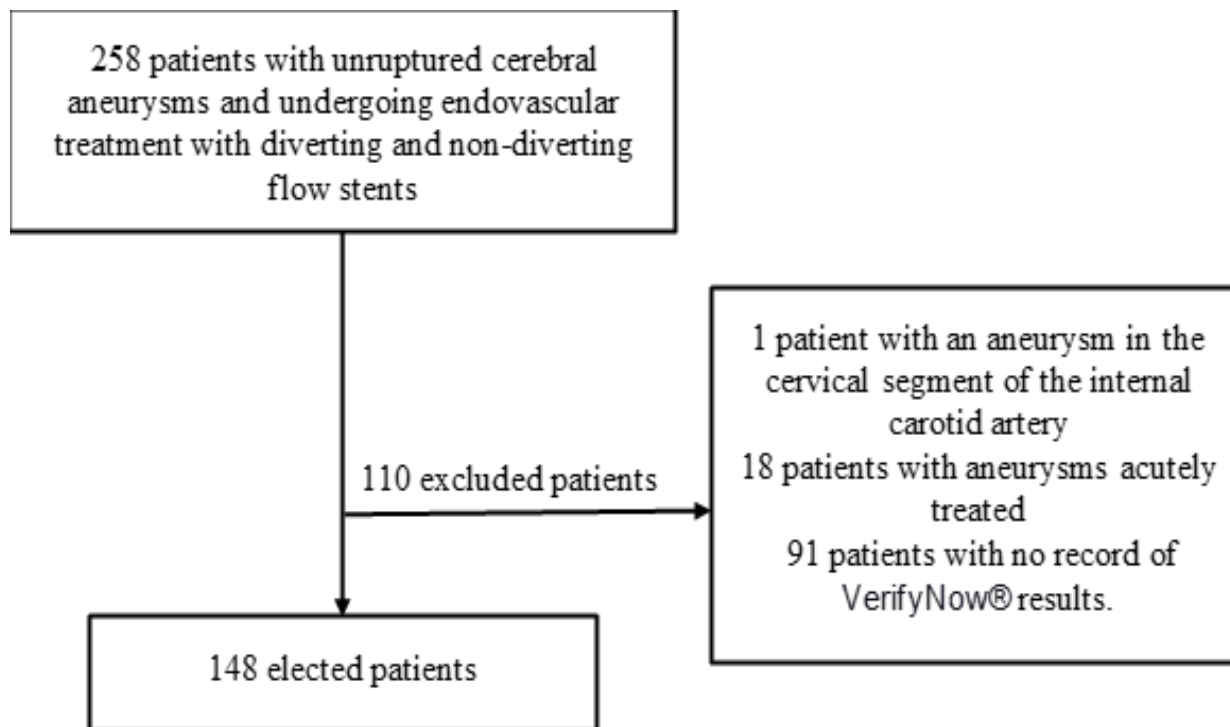 258 patients with unruptured cerebral
aneurysms and undergoing endovascular
treatment with diverting and non-diverting
flow stents
110 excluded patients
1 patient with an aneurysm in the
cervical segment of the internal
carotid artery
18 patients with aneurysms acutely
treated
91 patients with no record of
VerifyNow® results.
148 elected patients